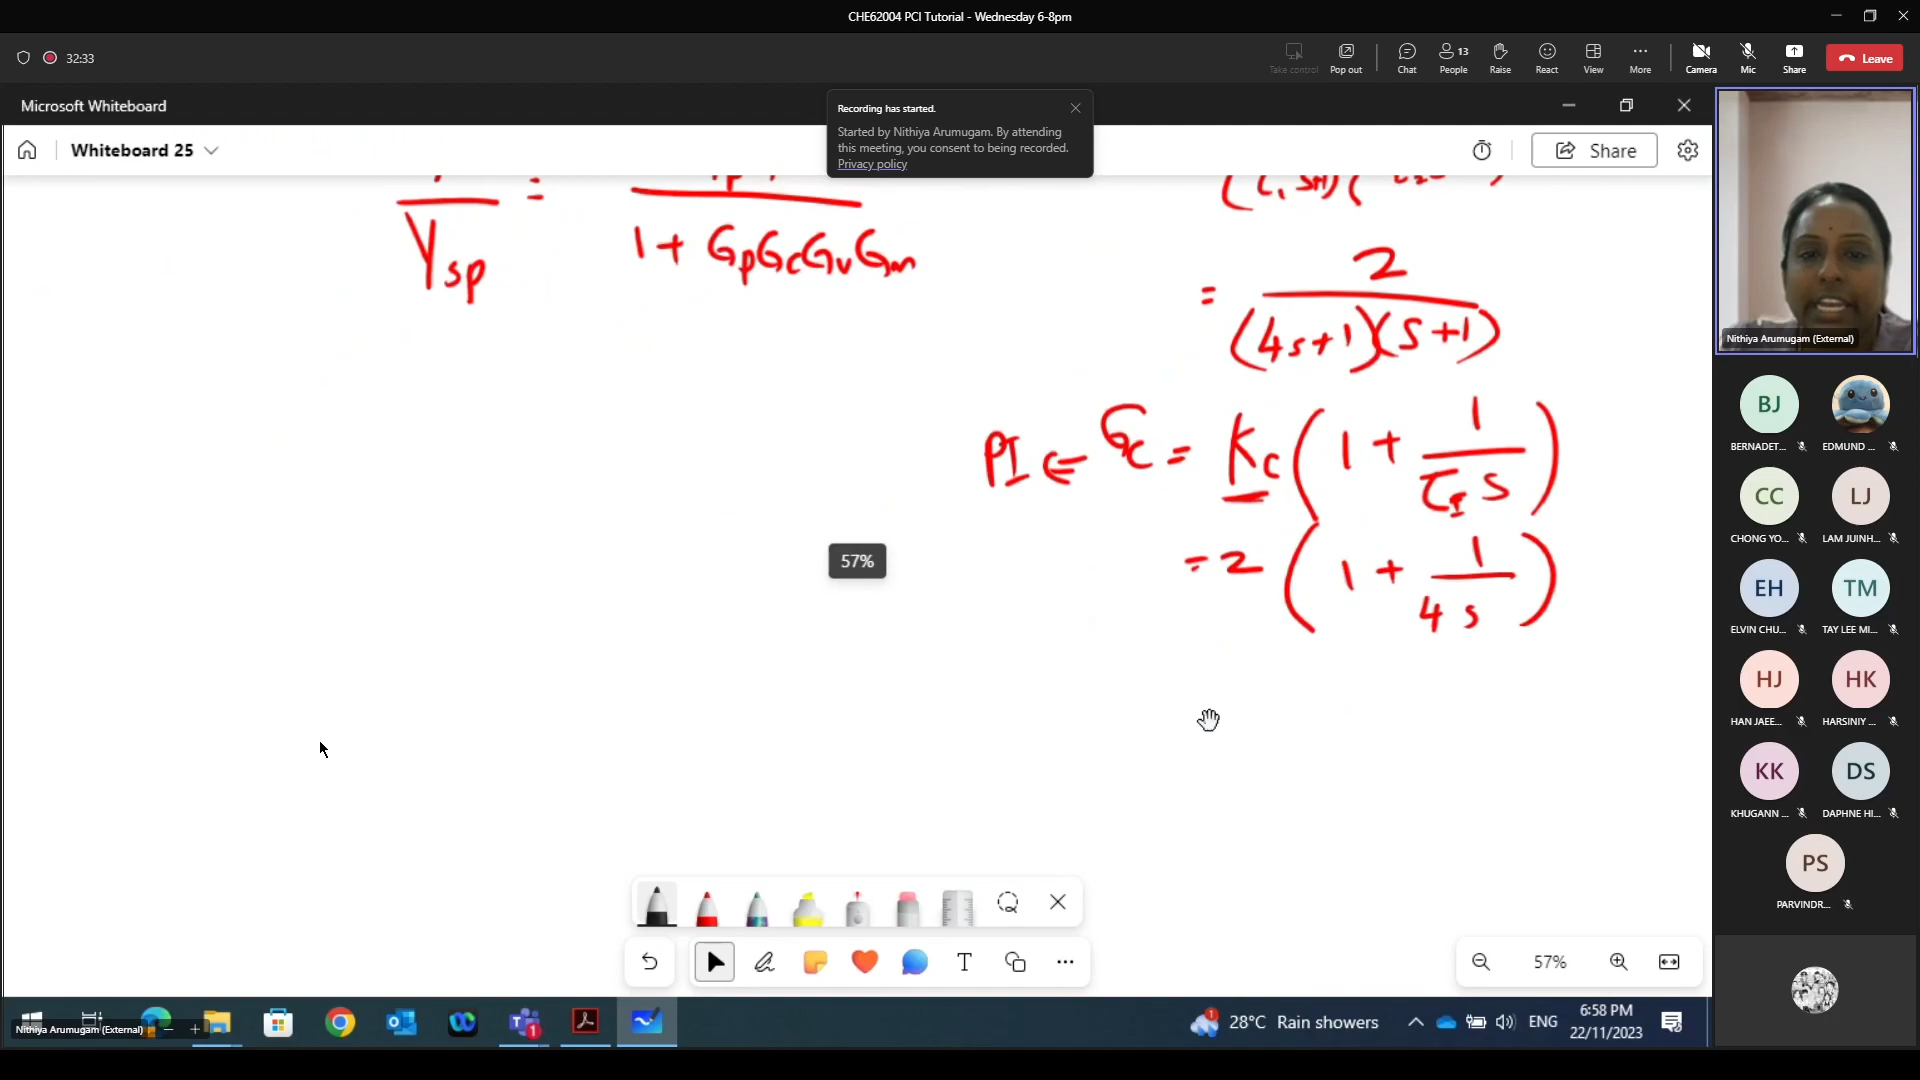 CHE62004 PCI Tutorial - Wednesday 6-8pm
32:33
Take control
Pop out
Chat
13
People
Raise
React
View
More
Camera
Mic
Share
Leave
Microsoft Whiteboard
Recording has started.
Started by Nithiya Arumugam. By attending
this meeting, you consent to being recorded.
Privacy policy
Whiteboard 25
Share
Ysp =
1 + GpGcGvGm
= 2
(4s+1)(s+1)
PI ← Gc = Kc ( 1 + 1
τI s )
= 2 ( 1 + 1
4 s )
57%
Nithiya Arumugam (External)
BJ
BERNADET...
EDMUND ...
CC
CHONG YO...
LJ
LAM JUINH...
EH
ELVIN CHU...
TM
TAY LEE MI...
HJ
HAN JAEE...
HK
HARSINIY ...
KK
KHUGANN ...
DS
DAPHNE HI...
PS
PARVINDR...
T
57%
Nithiya Arumugam (External)
1
1
28°C Rain showers
ENG
6:58 PM
22/11/2023